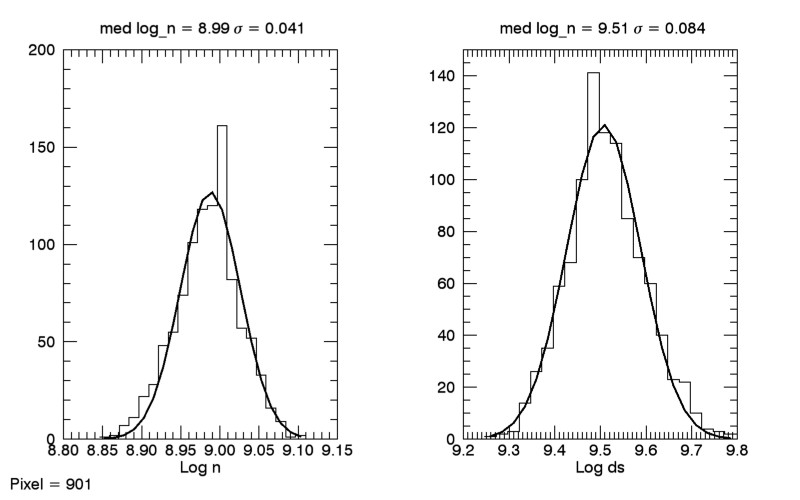 med log_n = 8.99 σ = 0.041
200
150
100
50
0
8.80 8.85 8.90 8.95 9.00 9.05 9.10 9.15
Log n
med log_n = 9.51 σ = 0.084
140
120
100
80
60
40
20
0
9.2 9.3 9.4 9.5 9.6 9.7 9.8
Log ds
Pixel = 901